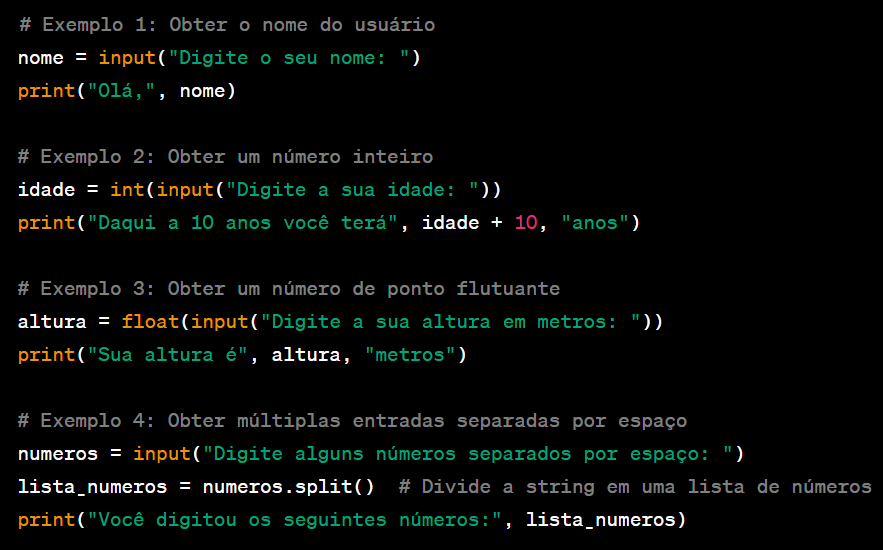 # Exemplo 1: Obter o nome do usuário
nome = input("Digite o seu nome: ")
print("Olá,", nome)

# Exemplo 2: Obter um número inteiro
idade = int(input("Digite a sua idade: "))
print("Daqui a 10 anos você terá", idade + 10, "anos")

# Exemplo 3: Obter um número de ponto flutuante
altura = float(input("Digite a sua altura em metros: "))
print("Sua altura é", altura, "metros")

# Exemplo 4: Obter múltiplas entradas separadas por espaço
numeros = input("Digite alguns números separados por espaço: ")
lista_numeros = numeros.split()  # Divide a string em uma lista de números
print("Você digitou os seguintes números:", lista_numeros)